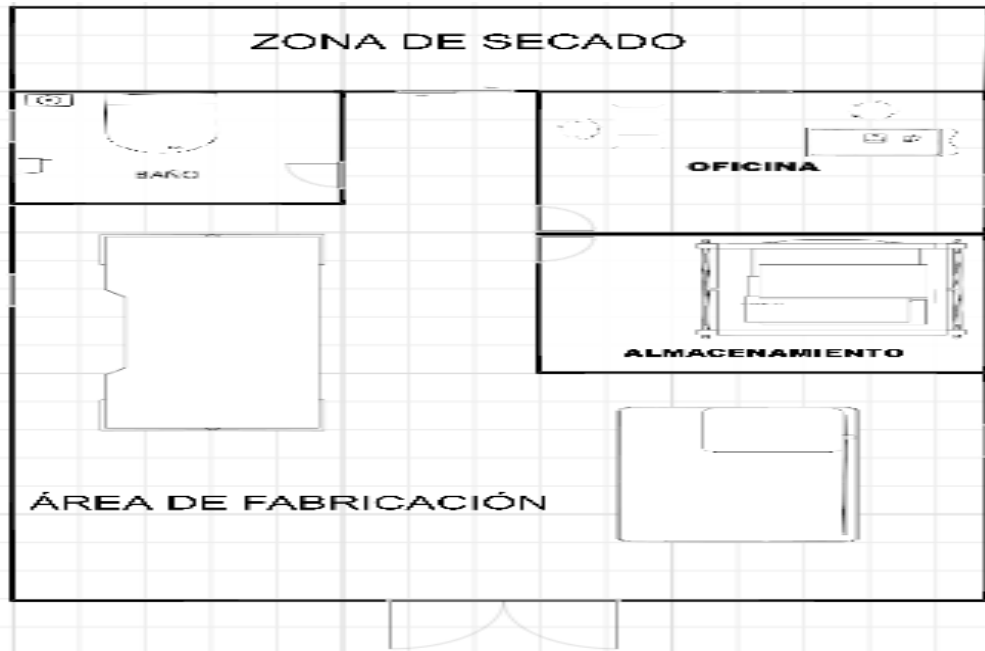 ZONA DE SECADO
BAÑO
OFICINA
ALMACENAMIENTO
ÁREA DE FABRICACIÓN